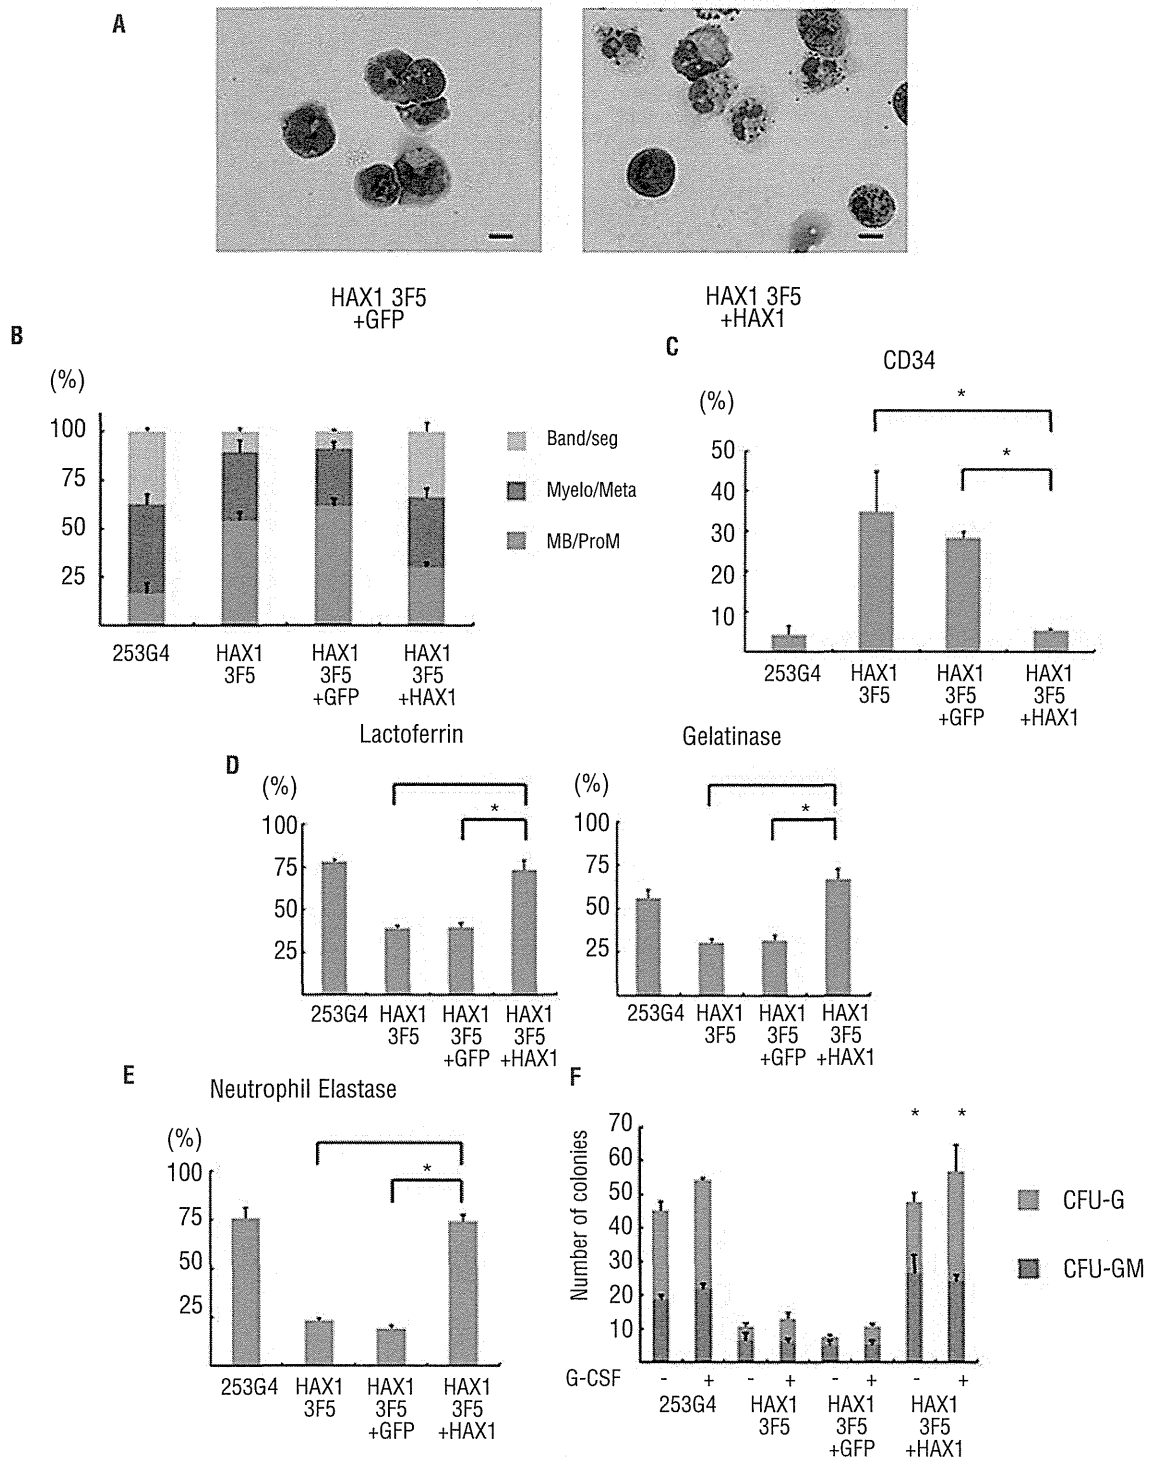 A
HAX1 3F5
+GFP
HAX1 3F5
+HAX1
B
(%)
100
75
50
25
253G4
HAX1
3F5
HAX1
3F5
+GFP
HAX1
3F5
+HAX1
Band/seg
Myelo/Meta
MB/ProM
C
CD34
(%)
50
40
30
20
10
*
*
253G4
HAX1
3F5
HAX1
3F5
+GFP
HAX1
3F5
+HAX1
D
Lactoferrin
(%)
100
75
50
25
*
253G4
HAX1
3F5
HAX1
3F5
+GFP
HAX1
3F5
+HAX1
Gelatinase
(%)
100
75
50
25
*
253G4
HAX1
3F5
HAX1
3F5
+GFP
HAX1
3F5
+HAX1
E
Neutrophil Elastase
(%)
100
75
50
25
*
253G4
HAX1
3F5
HAX1
3F5
+GFP
HAX1
3F5
+HAX1
F
Number of colonies
70
60
50
40
30
20
10
* *
G-CSF - + - + - + - +
253G4
HAX1
3F5
HAX1
3F5
+GFP
HAX1
3F5
+HAX1
CFU-G
CFU-GM